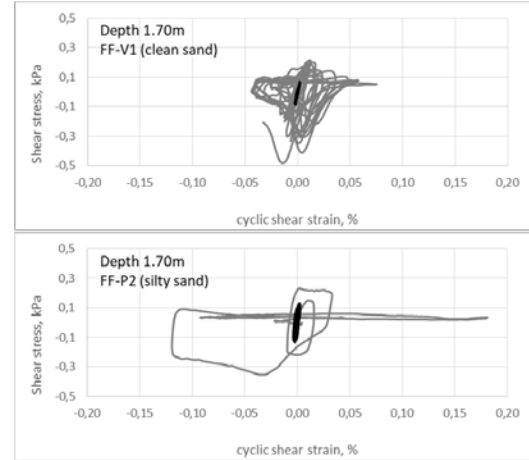 0,5
0,3
0,1
-0,1
-0,3
-0,5
Shear stress, kPa
Depth 1.70m
FF-V1 (clean sand)
-0,20 -0,15 -0,10 -0,05 0,00 0,05 0,10 0,15 0,20
cyclic shear strain, %
0,5
0,3
0,1
-0,1
-0,3
-0,5
Shear stress, kPa
Depth 1.70m
FF-P2 (silty sand)
-0,20 -0,15 -0,10 -0,05 0,00 0,05 0,10 0,15 0,20
cyclic shear strain, %